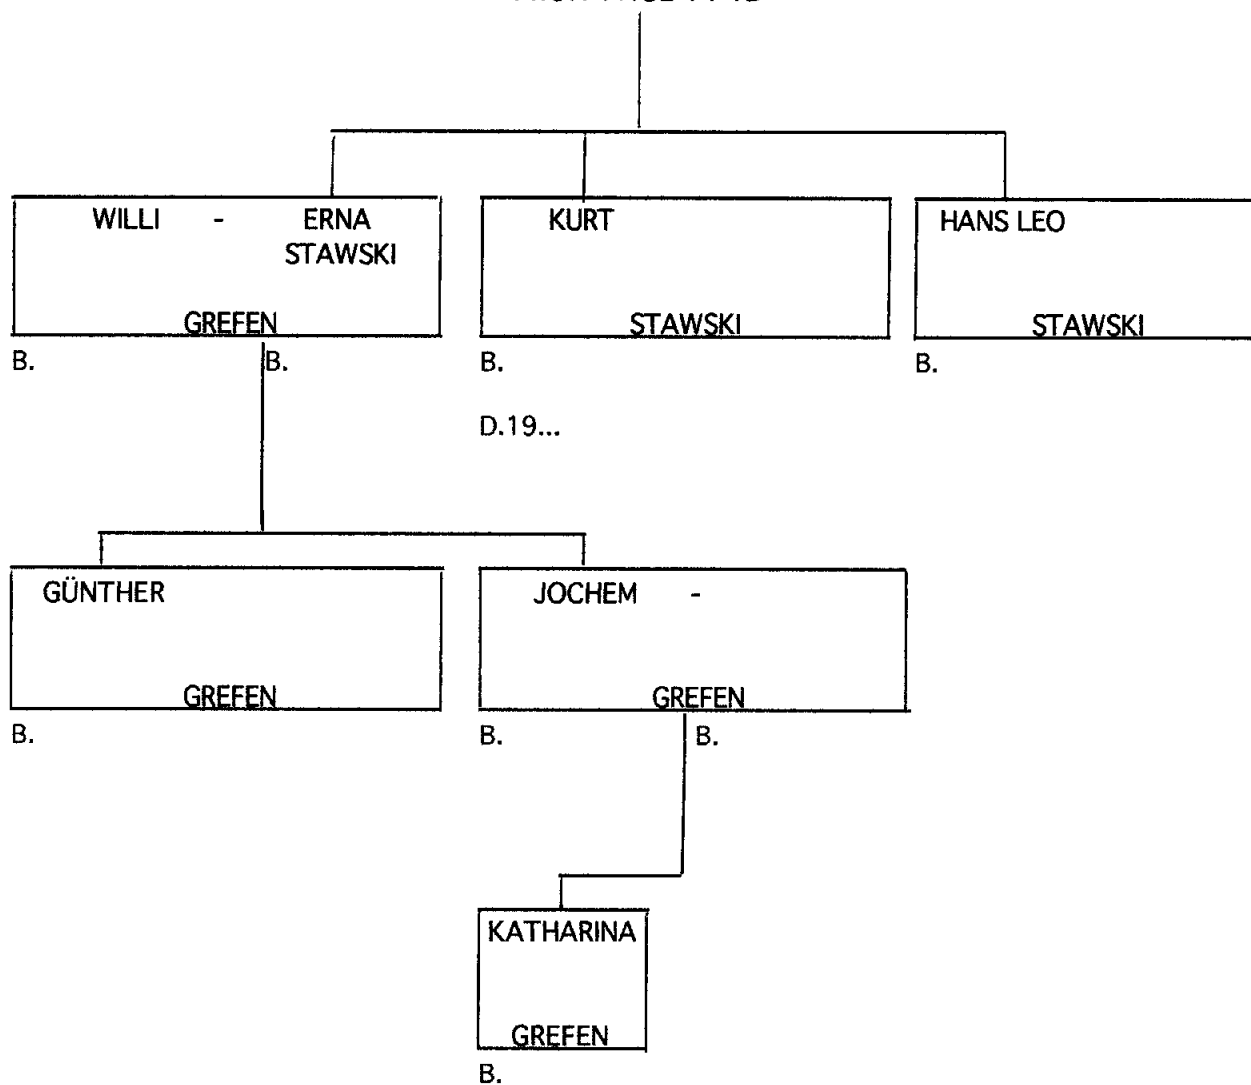 WILLI - ERNA
STAWSKI
GREFEN
B. B.
KURT
STAWSKI
B.
D.19...
HANS LEO
STAWSKI
B.
GÜNTHER
GREFEN
B.
JOCHEM -
GREFEN
B. B.
KATHARINA
GREFEN
B.